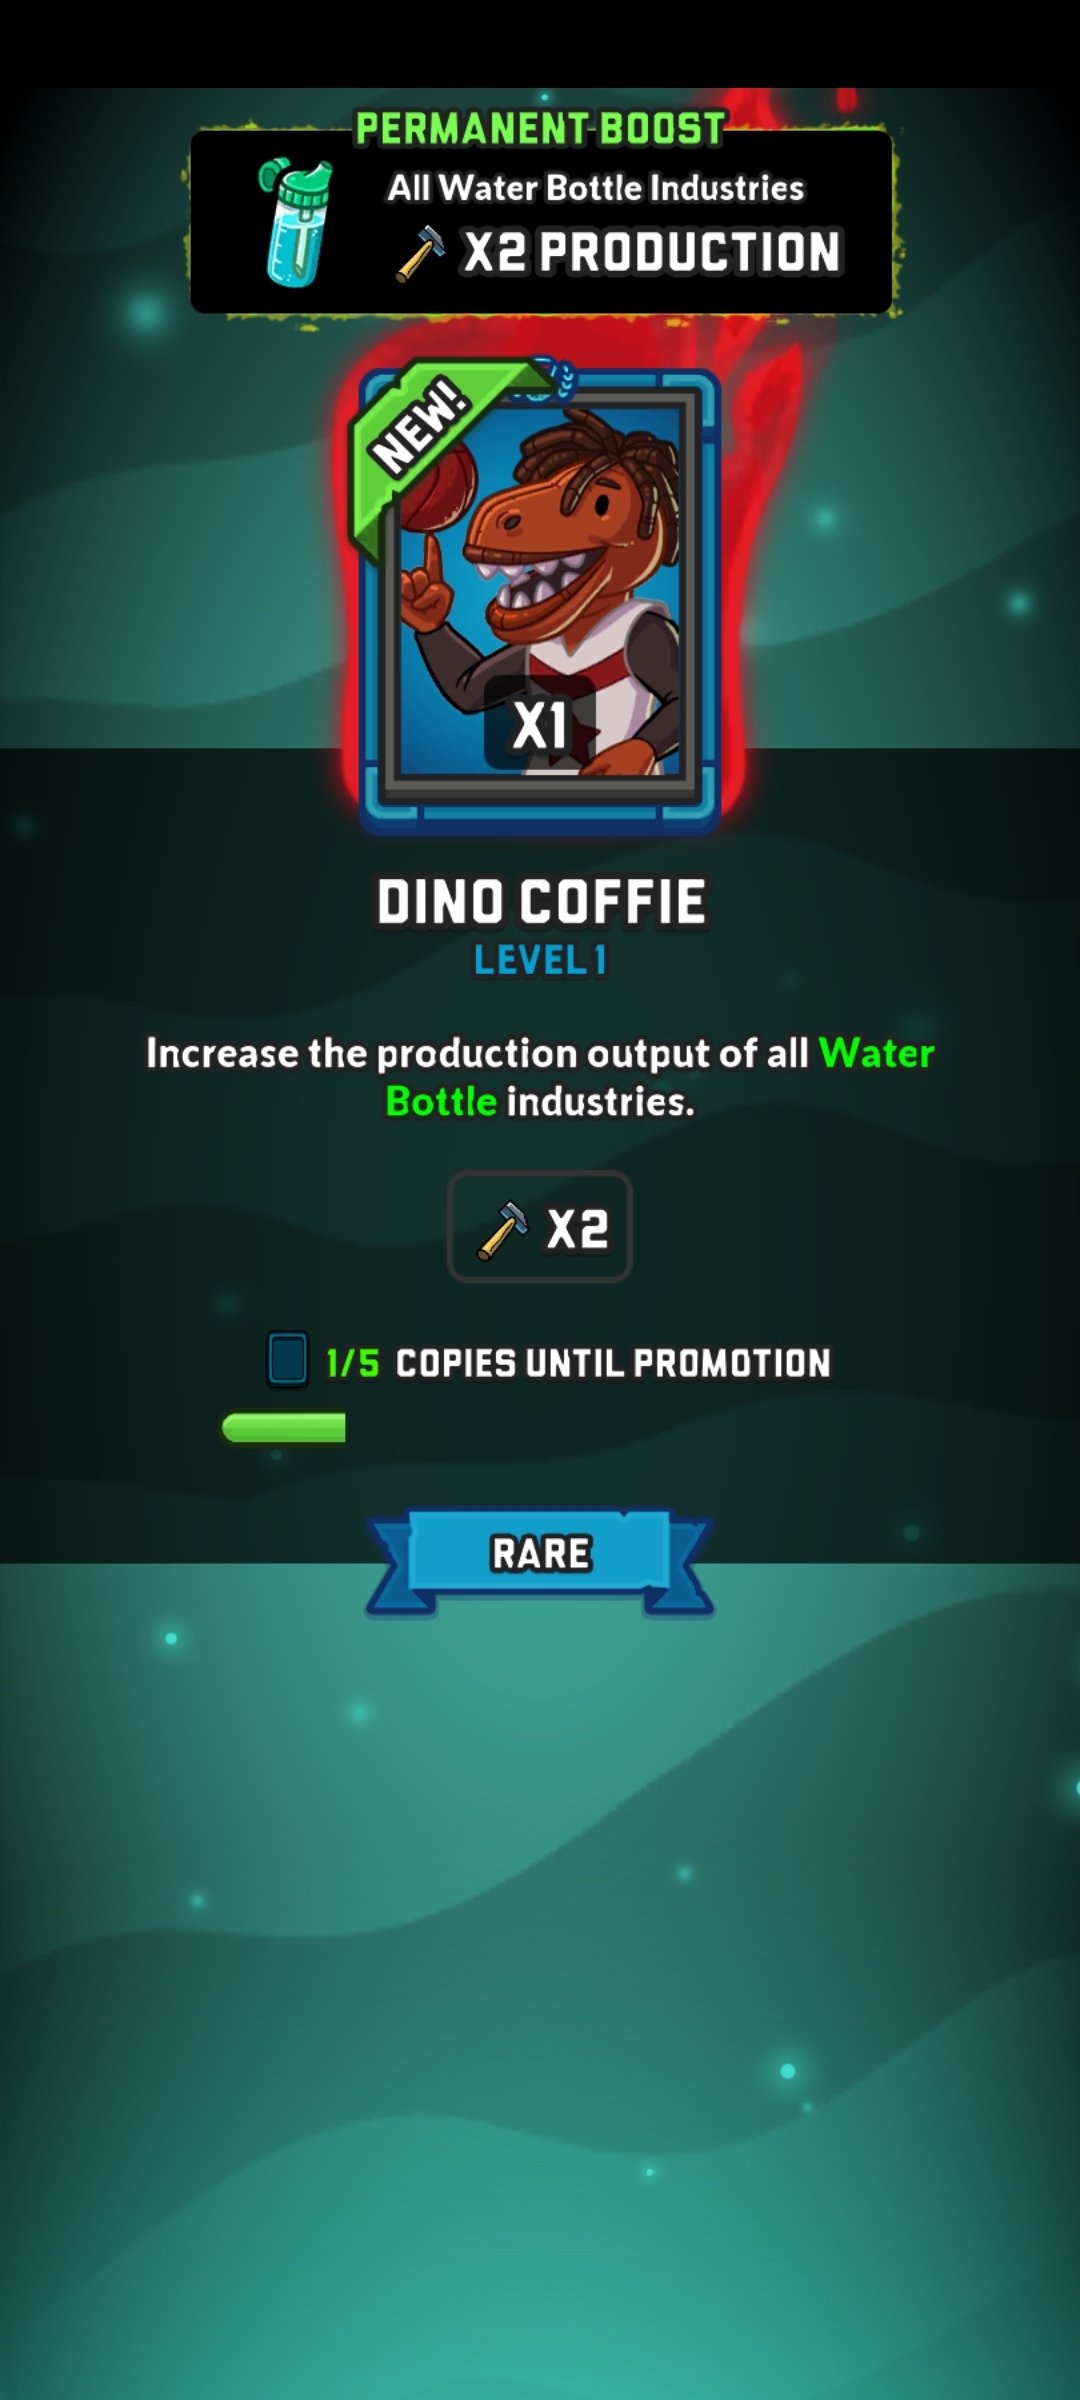 PERMANENT BOOST
All Water Bottle Industries
X2 PRODUCTION
NEW!
X1
DINO COFFIE
LEVEL 1
Increase the production output of all Water
Bottle industries.
X2
1/5 COPIES UNTIL PROMOTION
RARE